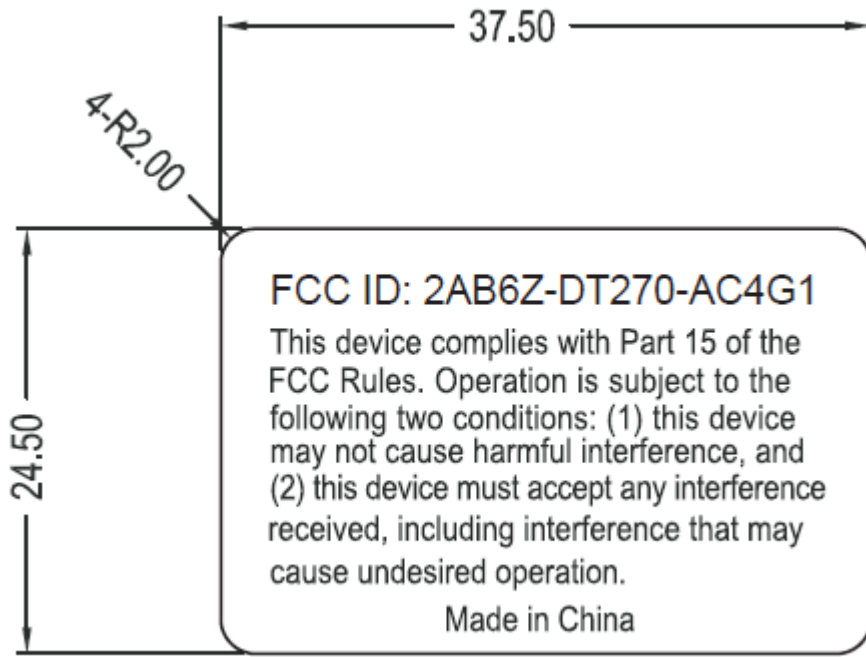 37.50
4-R2.00
24.50
FCC ID: 2AB6Z-DT270-AC4G1
This device complies with Part 15 of the
FCC Rules. Operation is subject to the
following two conditions: (1) this device
may not cause harmful interference, and
(2) this device must accept any interference
received, including interference that may
cause undesired operation.
Made in China